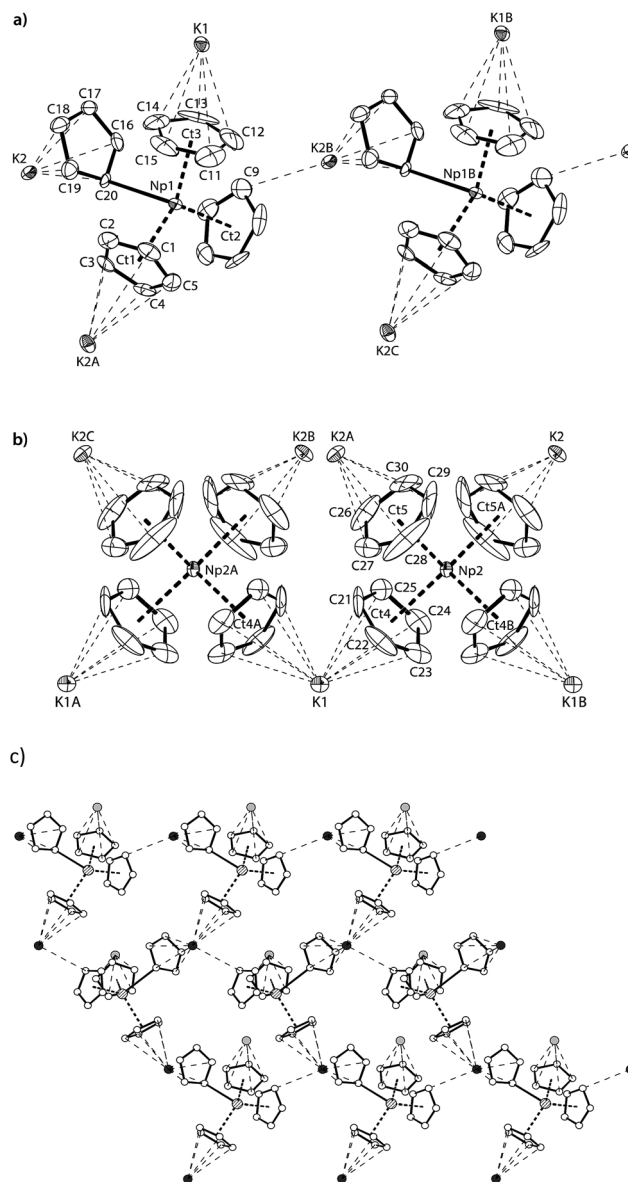 a)
K1
K1B
C17
C18
C14
C13
C16
Ct3
C12
C15
C11
K2
C19
C20
Np1
C9
K2B
Np1B
C2
C1
Ct2
C3
Ct1
C5
C4
K2A
K2C
b)
K2C
K2B
K2A
K2
C30
C29
C26
Ct5
Ct5A
C27
C28
Np2A
Np2
C21
C25
Ct4
C24
Ct4A
Ct4B
C22
C23
K1A
K1
K1B
c)